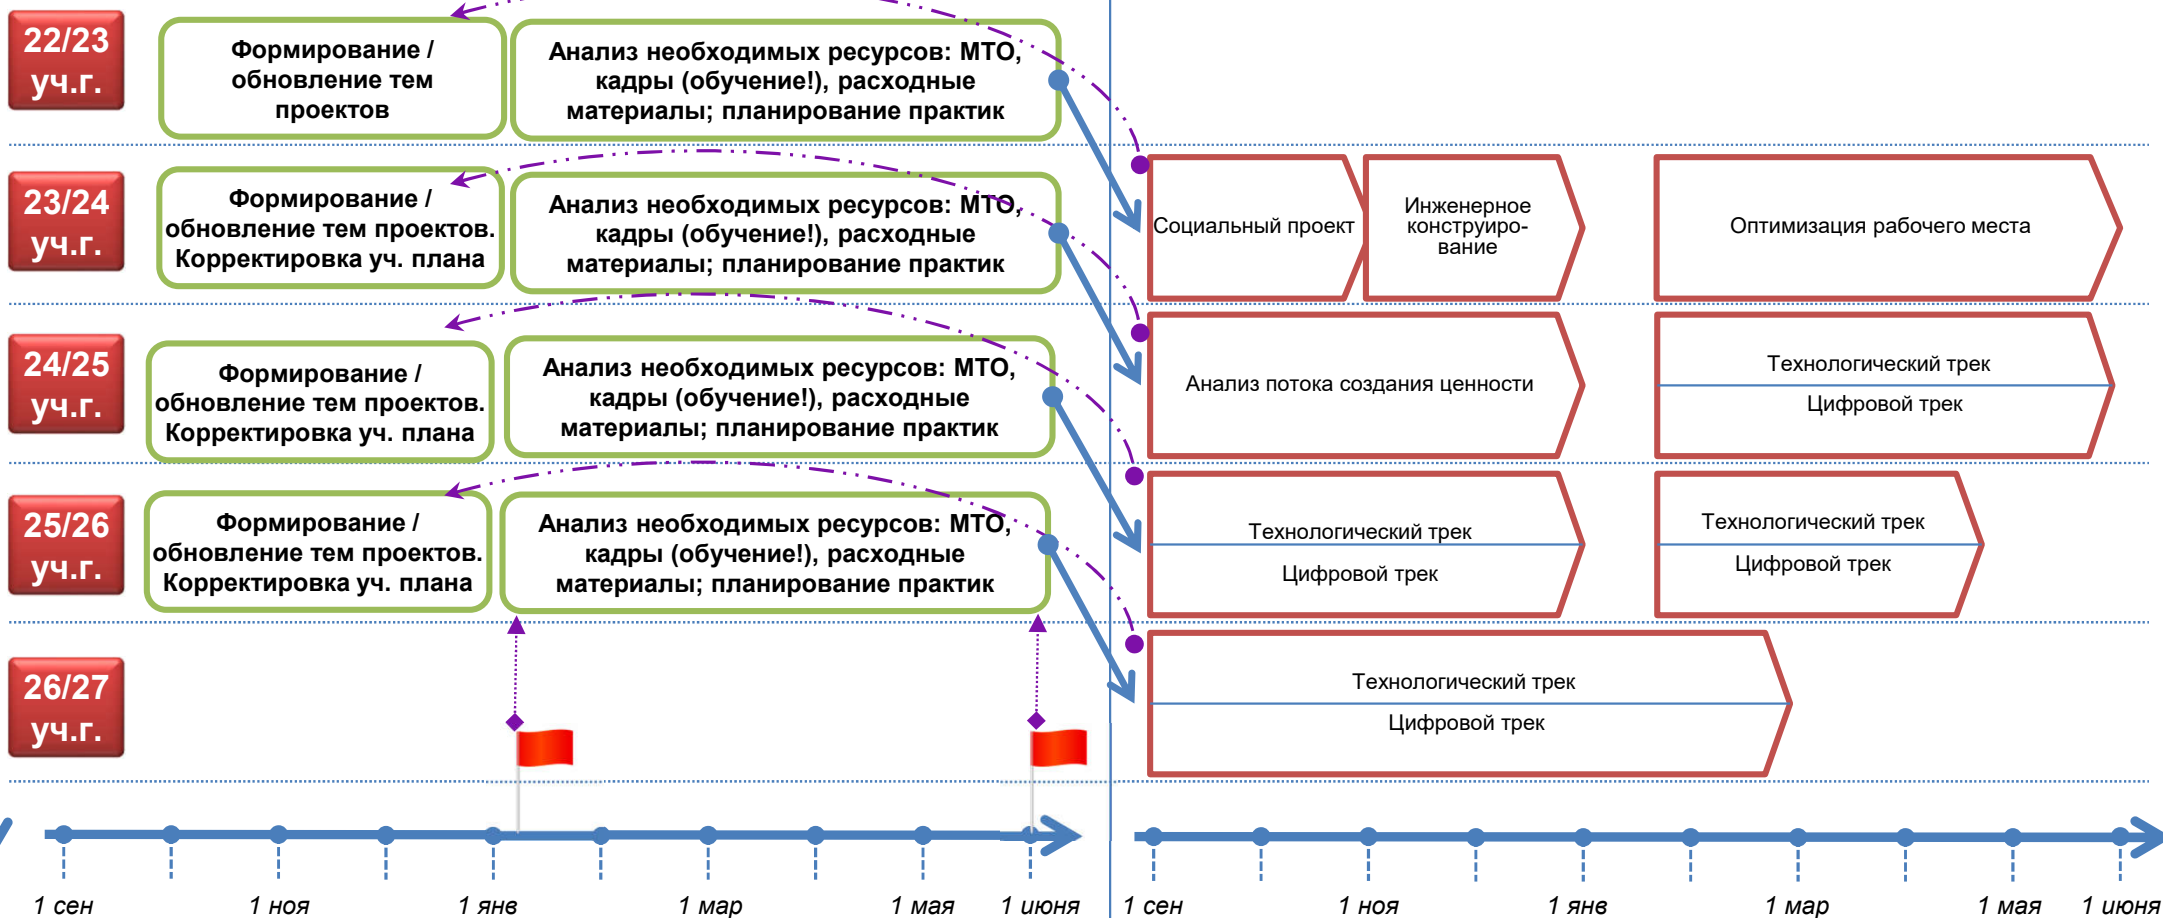 22/23
уч.г.
Формирование /
обновление тем
проектов
Анализ необходимых ресурсов: МТО,
кадры (обучение!), расходные
материалы; планирование практик
23/24
уч.г.
Формирование /
обновление тем проектов.
Корректировка уч. плана
Анализ необходимых ресурсов: МТО,
кадры (обучение!), расходные
материалы; планирование практик
Социальный проект
Инженерное
конструиро-
вание
Оптимизация рабочего места
24/25
уч.г.
Формирование /
обновление тем проектов.
Корректировка уч. плана
Анализ необходимых ресурсов: МТО,
кадры (обучение!), расходные
материалы; планирование практик
Анализ потока создания ценности
Технологический трек
Цифровой трек
25/26
уч.г.
Формирование /
обновление тем проектов.
Корректировка уч. плана
Анализ необходимых ресурсов: МТО,
кадры (обучение!), расходные
материалы; планирование практик
Технологический трек
Цифровой трек
Технологический трек
Цифровой трек
26/27
уч.г.
Технологический трек
Цифровой трек
1 сен
1 ноя
1 янв
1 мар
1 мая
1 июня
1 сен
1 ноя
1 янв
1 мар
1 мая
1 июня